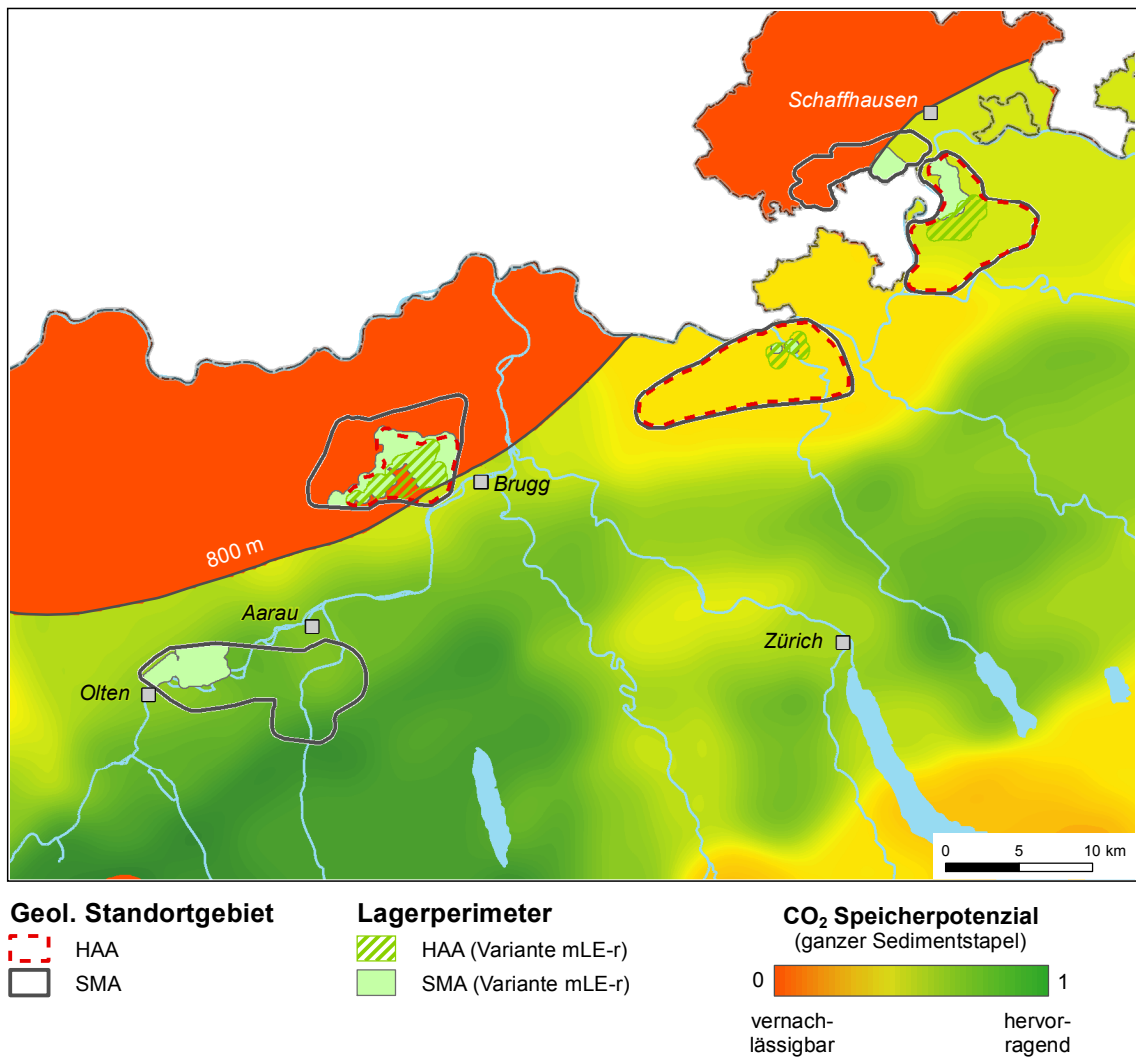 Schaffhausen
Brugg
800 m
Aarau
Zürich
Olten
0 5 10 km
Geol. Standortgebiet
HAA
SMA
Lagerperimeter
HAA (Variante mLE-r)
SMA (Variante mLE-r)
CO₂ Speicherpotenzial
(ganzer Sedimentstapel)
0 1
vernach-
lässigbar
hervor-
ragend